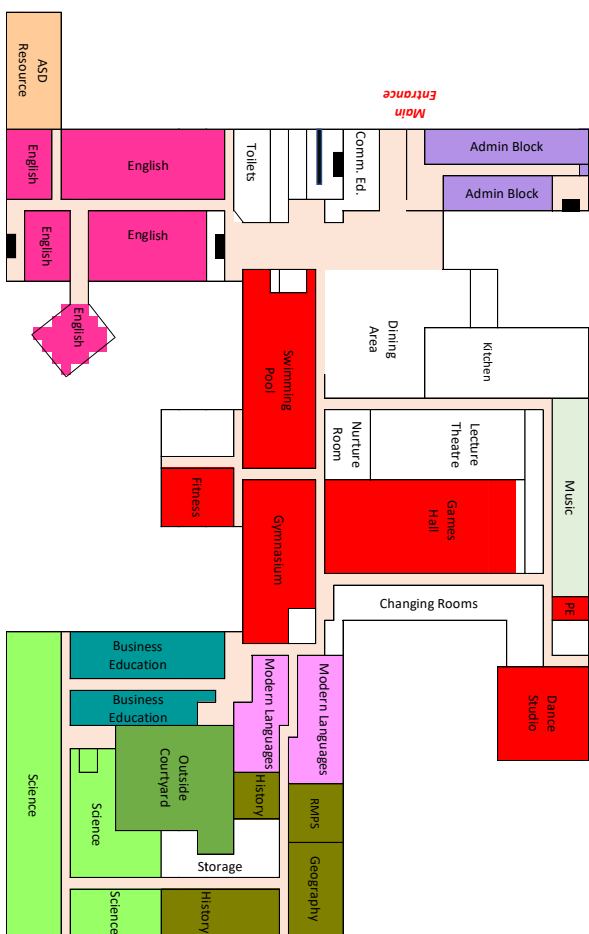 ASD
Resource
Main
Entrance
Admin Block
Admin Block
English
English
Toilets
Comm. Ed.
English
English
English
Swimming
Pool
Dining
Area
Kitchen
Nurture
Room
Lecture
Theatre
Music
Fitness
Gymnasium
Games
Hall
Changing Rooms
PE
Business
Education
Modern Languages
Modern Languages
Dance
Studio
Business
Education
Science
Science
Outside
Courtyard
History
RMPS
Storage
Geography
Science
History